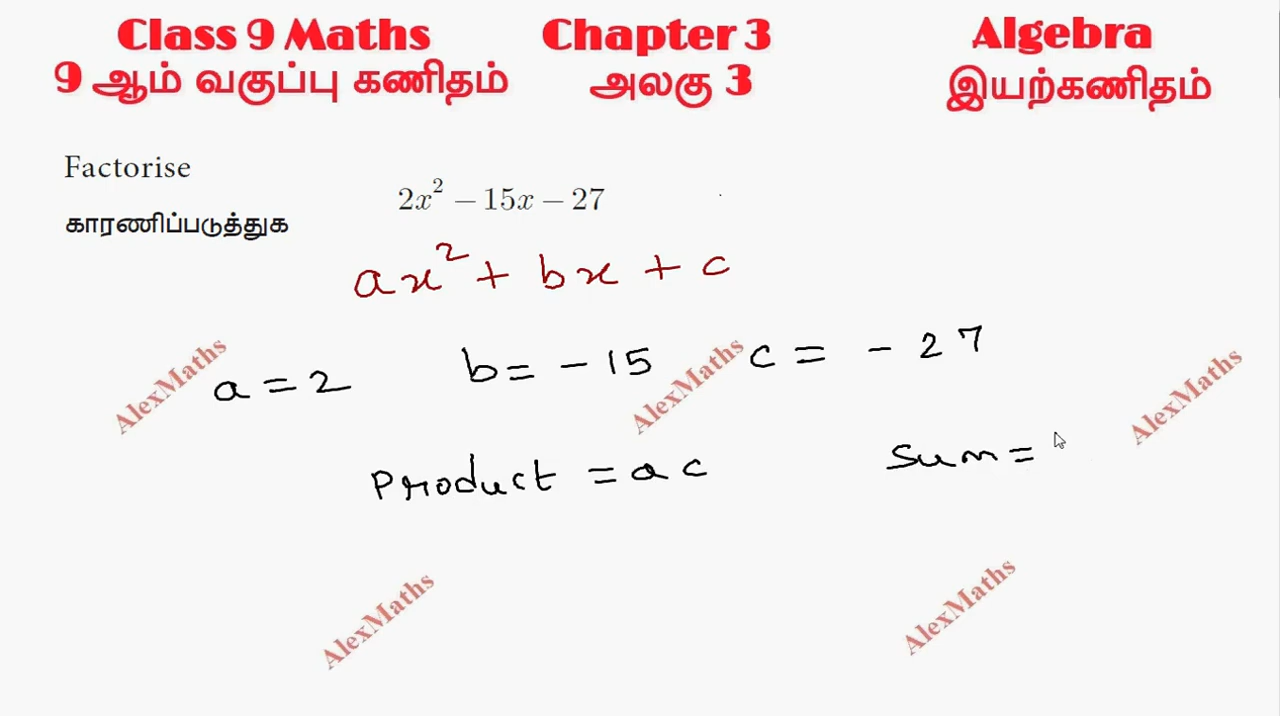 Class 9 Maths Chapter 3 Algebra
9 ஆம் வகுப்பு கணிதம் அலகு 3 இயற்கணிதம்
Factorise
2x² – 15x – 27
காரணிப்படுத்துக
ax² + bx + c
a = 2 b = – 15 c = – 27
AlexMaths AlexMaths AlexMaths
Product = ac Sum =
AlexMaths AlexMaths